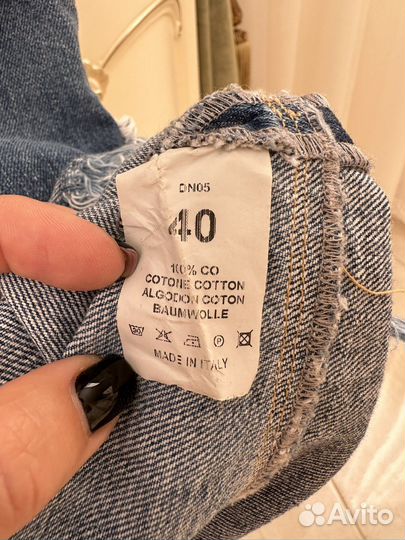 DN05
40
100% CO
COTONE COTTON
ALGODON COTON
BAUMWOLLE
MADE IN ITALY
Avito